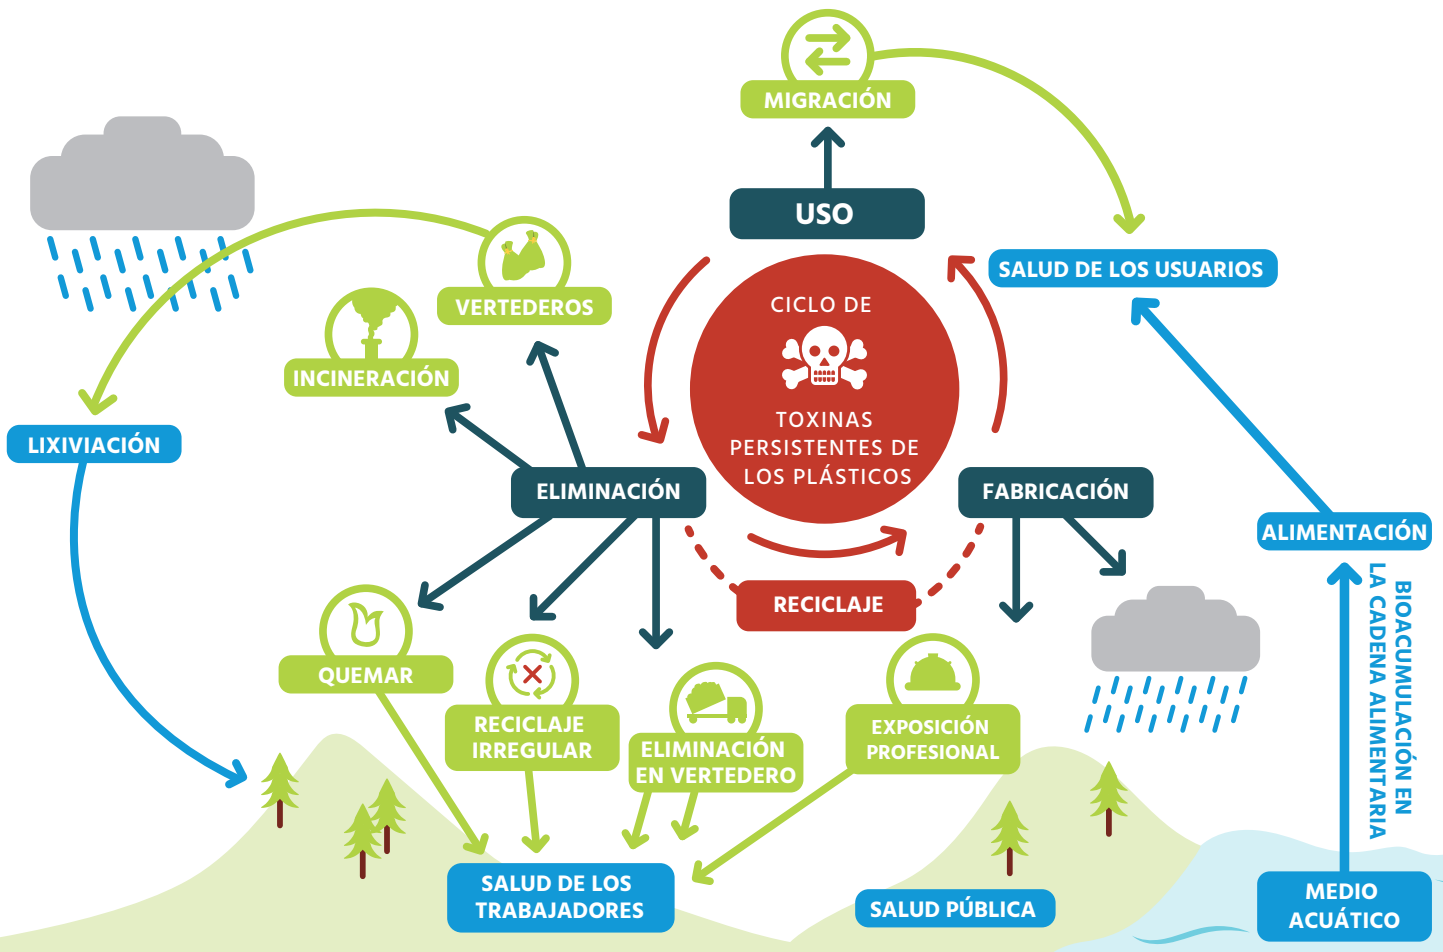 MIGRACIÓN
USO
SALUD DE LOS USUARIOS
VERTEDEROS
INCINERACIÓN
CICLO DE
TOXINAS
PERSISTENTES DE
LOS PLÁSTICOS
LIXIVIACIÓN
ELIMINACIÓN
FABRICACIÓN
ALIMENTACIÓN
RECICLAJE
BIOACUMULACIÓN EN
LA CADENA ALIMENTARIA
QUEMAR
RECICLAJE
IRREGULAR
ELIMINACIÓN
EN VERTEDERO
EXPOSICIÓN
PROFESIONAL
SALUD DE LOS
TRABAJADORES
SALUD PÚBLICA
MEDIO
ACUÁTICO